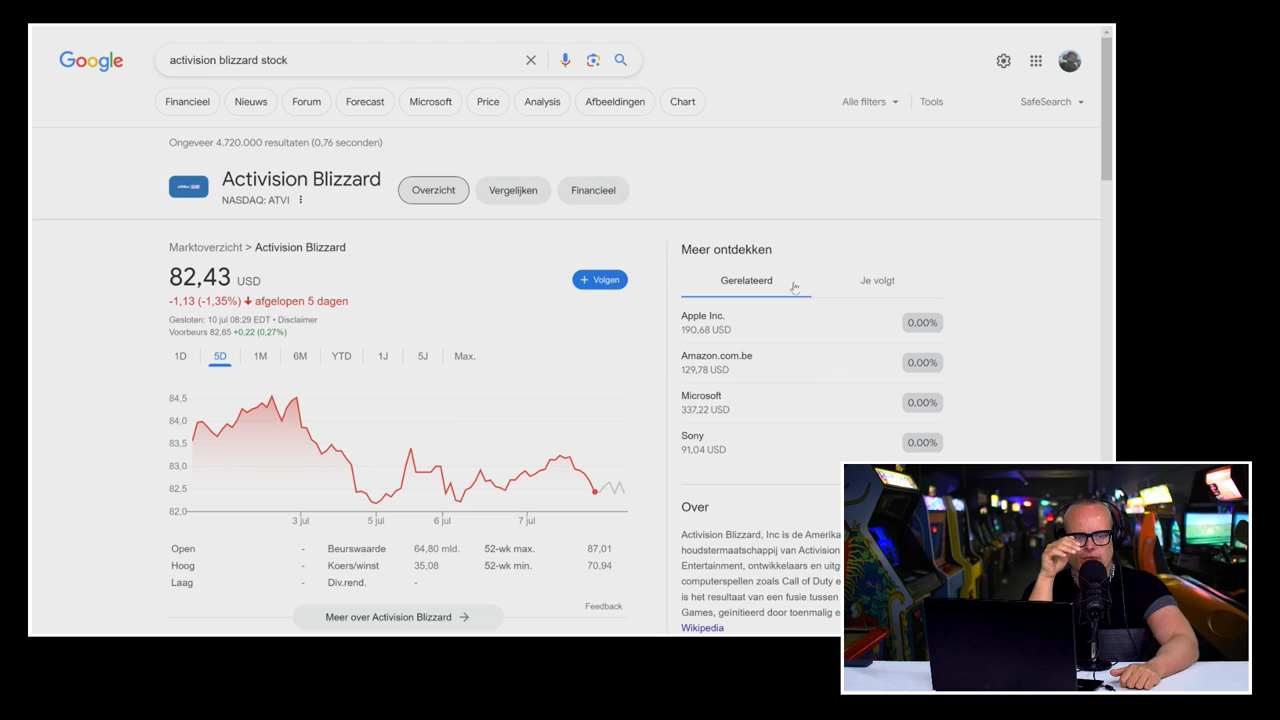 Google
activision blizzard stock
Financieel
Nieuws
Forum
Forecast
Microsoft
Price
Analysis
Afbeeldingen
Chart
Alle filters
Tools
SafeSearch
Ongeveer 4.720.000 resultaten (0,76 seconden)
Activision Blizzard
NASDAQ: ATVI
Overzicht
Vergelijken
Financieel
Marktoverzicht > Activision Blizzard
82,43 USD
+ Volgen
-1,13 (-1,35%) afgelopen 5 dagen
Gesloten: 10 jul 08:29 EDT • Disclaimer
Voorbeurs 82,65 +0,22 (0,27%)
1D
5D
1M
6M
YTD
1J
5J
Max.
84,5
84,0
83,5
83,0
82,5
82,0
3 jul
5 jul
6 jul
7 jul
Open - Beurswaarde 64,80 mld. 52-wk max. 87,01
Hoog - Koers/winst 35,08 52-wk min. 70,94
Laag - Div.rend. -
Feedback
Meer over Activision Blizzard
Meer ontdekken
Gerelateerd
Je volgt
Apple Inc.
190,68 USD
0,00%
Amazon.com.be
129,78 USD
0,00%
Microsoft
337,22 USD
0,00%
Sony
91,04 USD
0,00%
Over
Activision Blizzard, Inc is de Amerika
houdstermaatschappij van Activision
Entertainment, ontwikkelaars en uitg
computerspellen zoals Call of Duty e
is het resultaat van een fusie tussen
Games, geïnitieerd door toenmalig e
Wikipedia